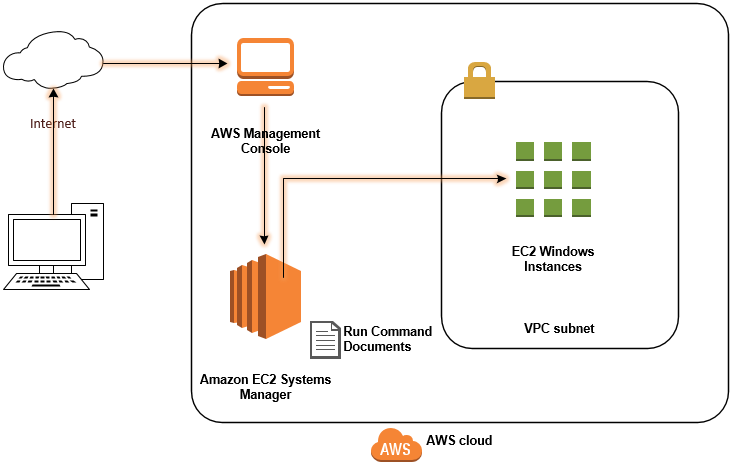 Internet
AWS Management
Console
EC2 Windows
Instances
VPC subnet
Run Command
Documents
Amazon EC2 Systems
Manager
AWS
AWS cloud